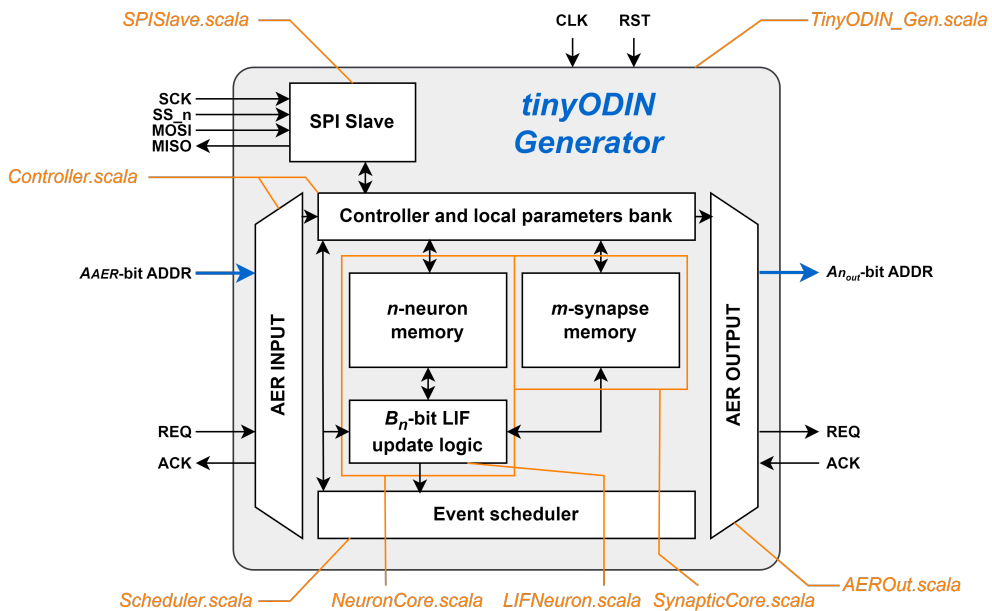 SPISlave.scala
CLK
RST
TinyODIN_Gen.scala
SCK
SS_n
MOSI
MISO
SPI Slave
tinyODIN
Generator
Controller.scala
Controller and local parameters bank
AAER-bit ADDR
Anout-bit ADDR
AER INPUT
n-neuron
memory
m-synapse
memory
AER OUTPUT
Bn-bit LIF
update logic
REQ
ACK
REQ
ACK
Event scheduler
Scheduler.scala
NeuronCore.scala
LIFNeuron.scala
SynapticCore.scala
AEROut.scala